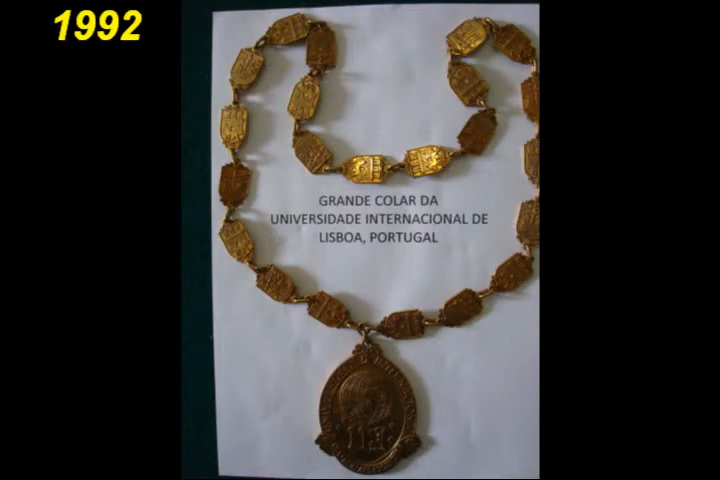 1992
GRANDE COLAR DA
UNIVERSIDADE INTERNACIONAL DE
LISBOA, PORTUGAL